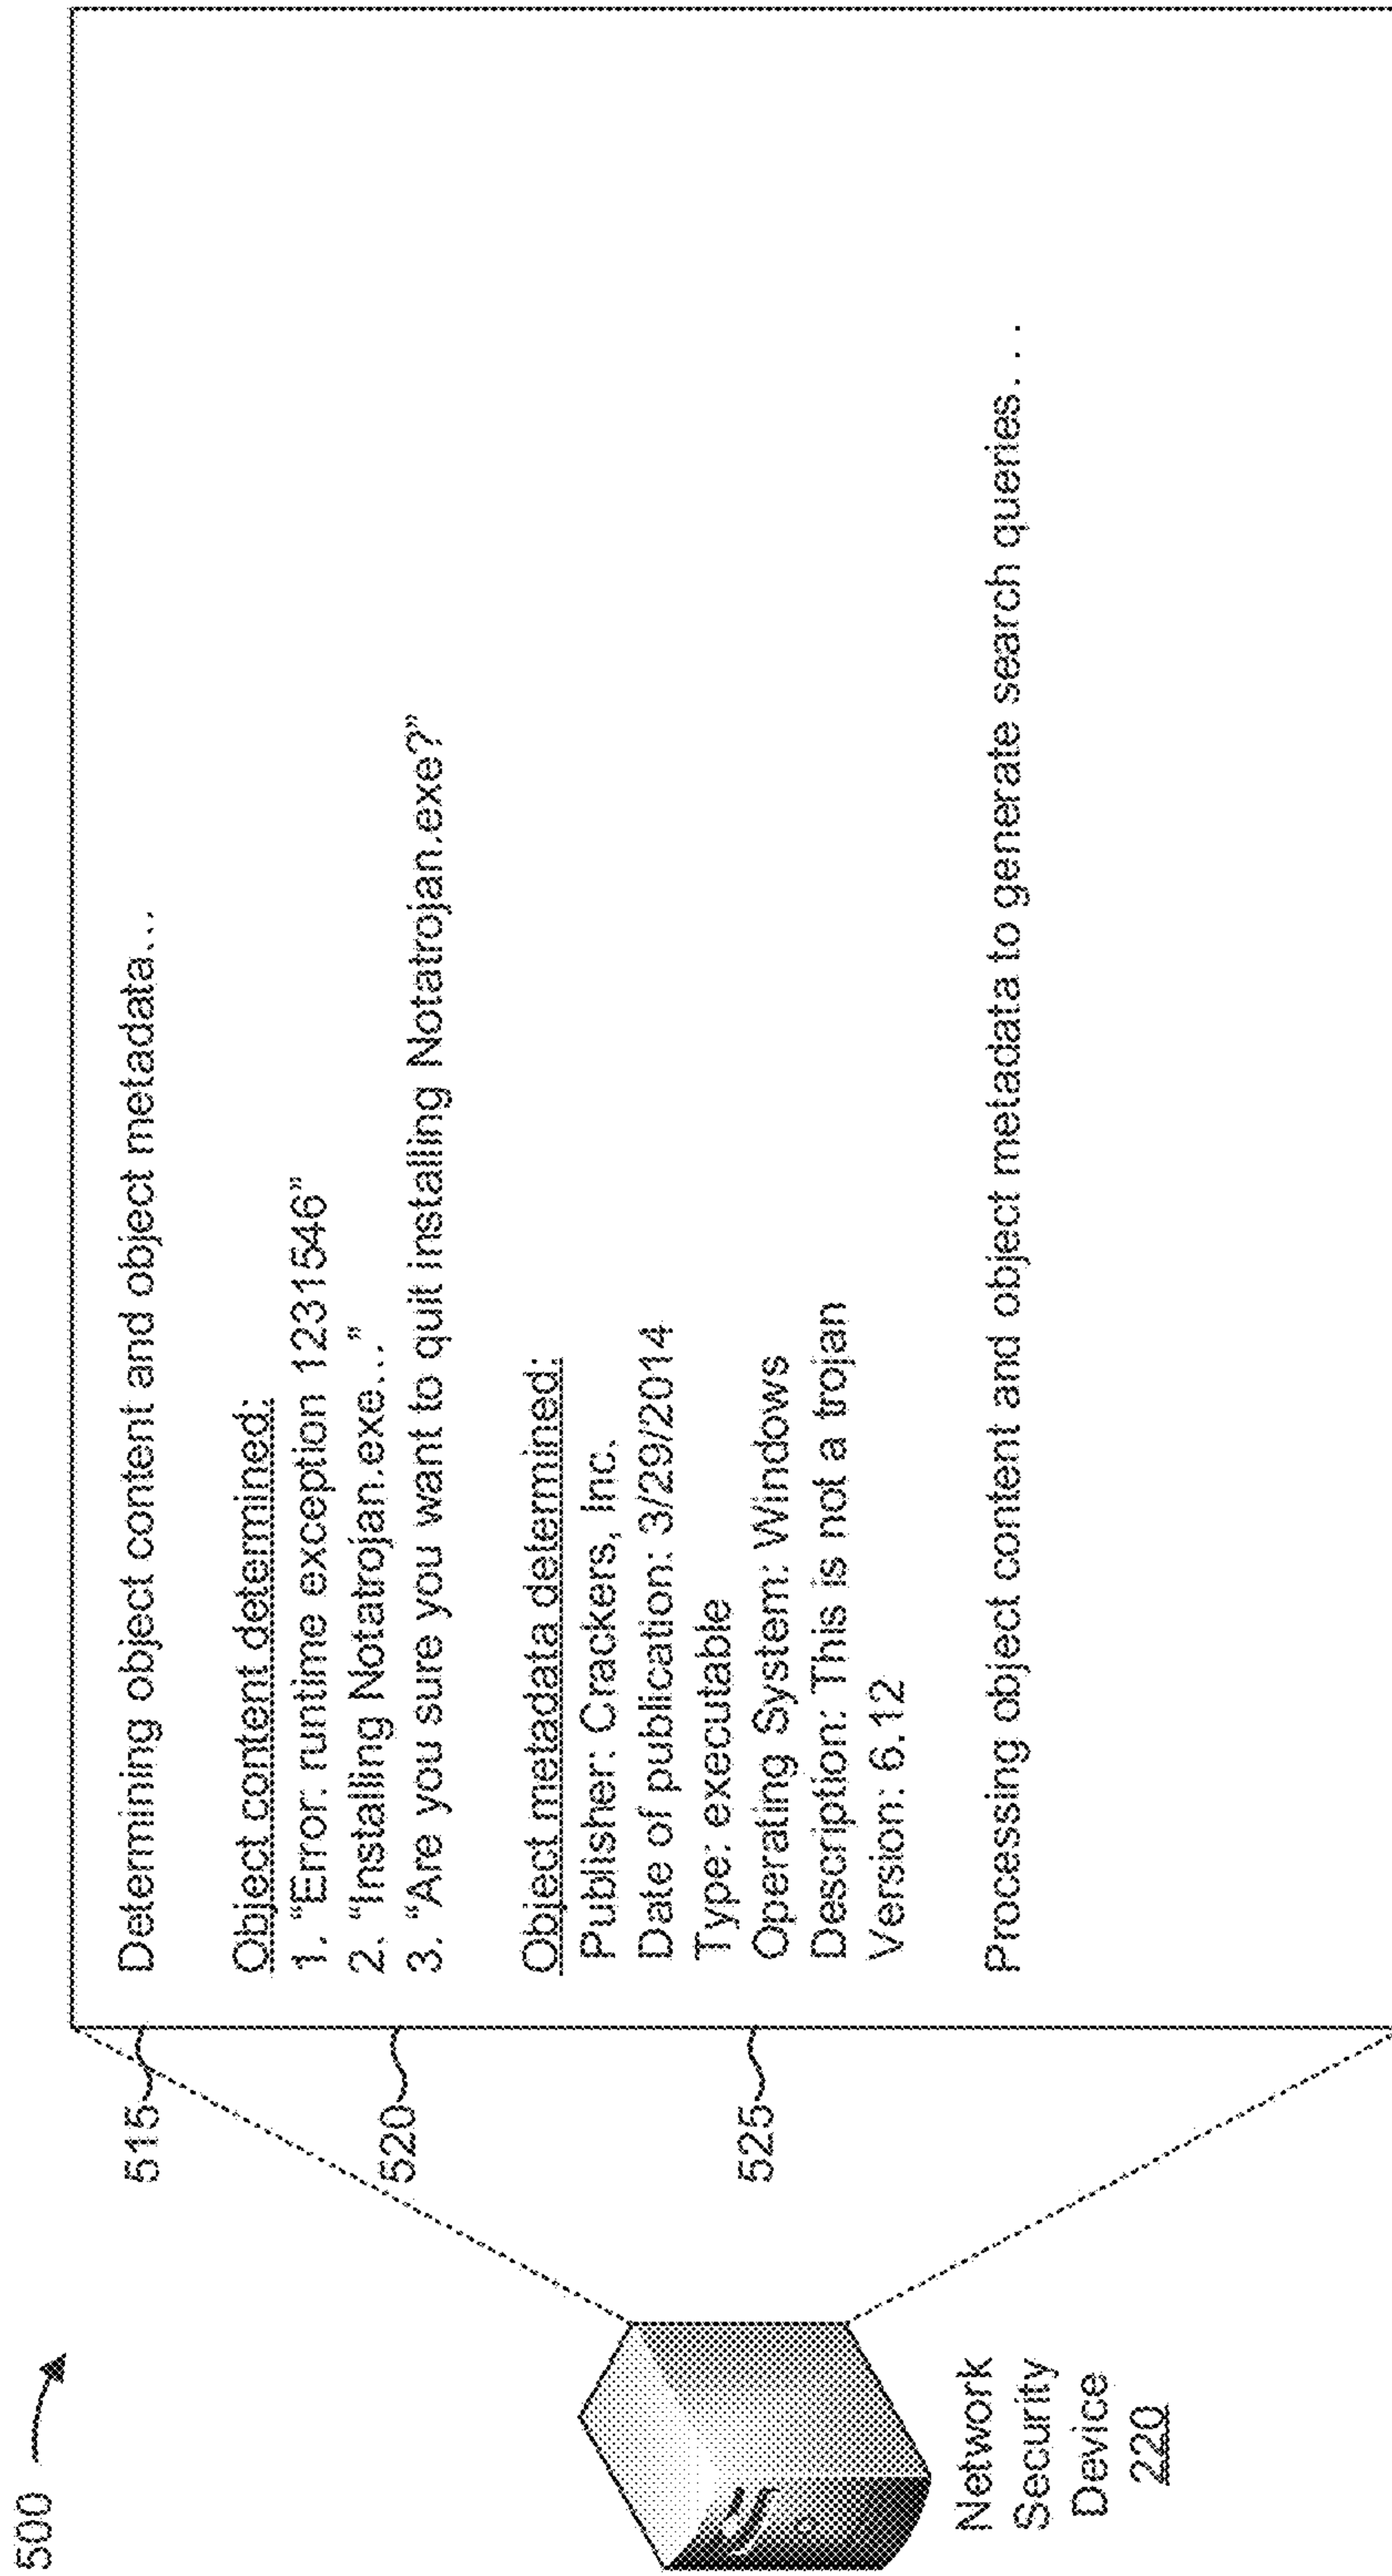 500
515
Determining object content and object metadata...
Object content determined:
1. “Error: runtime exception 1231546”
520
2. “Installing Notatrojan.exe...”
3. “Are you sure you want to quit installing Notatrojan.exe?”
Object metadata determined:
Publisher: Crackers, Inc.
Date of publication: 3/29/2014
Type: executable
525
Operating System: Windows
Description: This is not a trojan
Version: 6.12
Processing object content and object metadata to generate search queries. . .
Network
Security
Device
220